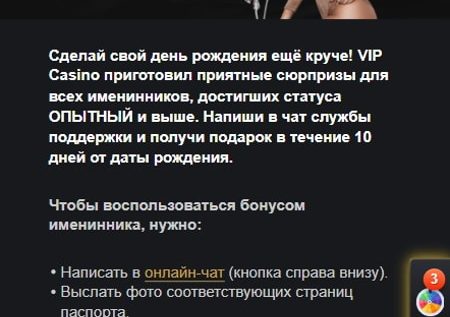 Сделай свой день рождения ещё круче! VIP
Casino приготовил приятные сюрпризы для
всех именинников, достигших статуса
ОПЫТНЫЙ и выше. Напиши в чат службы
поддержки и получи подарок в течение 10
дней от даты рождения.
Чтобы воспользоваться бонусом
именинника, нужно:
• Написать в онлайн-чат (кнопка справа внизу).
• Выслать фото соответствующих страниц
паспорта.
3